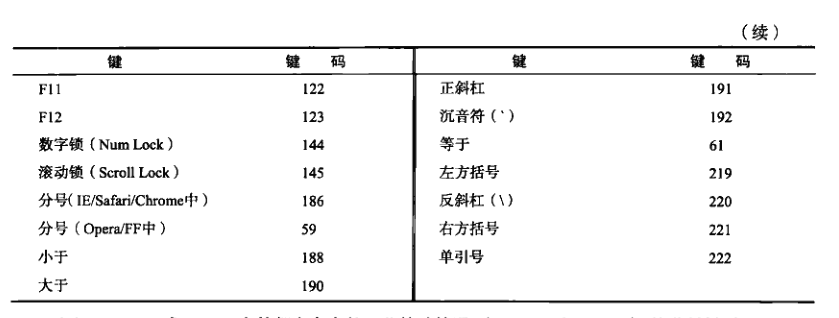 （续）
键 键 码 键 键 码
F11 122 正斜杠 191
F12 123 沉音符（`） 192
数字锁（Num Lock） 144 等于 61
滚动锁（Scroll Lock） 145 左方括号 219
分号（IE/Safari/Chrome中） 186 反斜杠（\） 220
分号（Opera/FF中） 59 右方括号 221
小于 188 单引号 222
大于 190